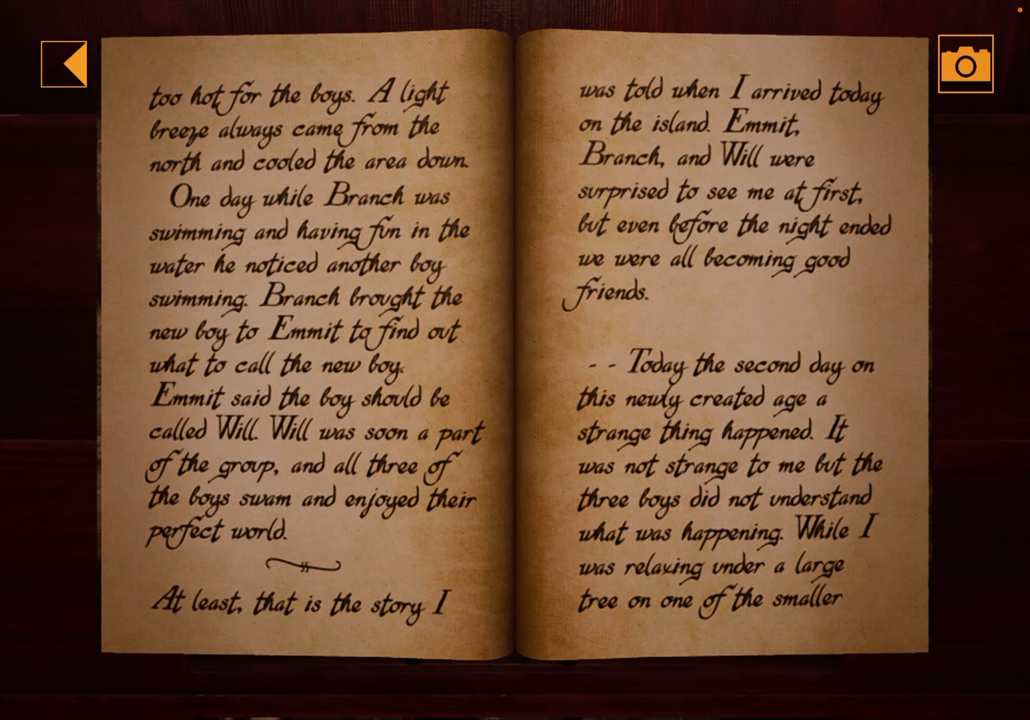 too hot for the boys. A light
breeze always came from the
north and cooled the area down.
One day while Branch was
swimming and having fun in the
water he noticed another boy
swimming. Branch brought the
new boy to Emmit to find out
what to call the new boy.
Emmit said the boy should be
called Will. Will was soon a part
of the group, and all three of
the boys swam and enjoyed their
perfect world.
At least, that is the story I
was told when I arrived today
on the island. Emmit,
Branch, and Will were
surprised to see me at first,
but even before the night ended
we were all becoming good
friends.
- - Today the second day on
this newly created age a
strange thing happened. It
was not strange to me but the
three boys did not understand
what was happening. While I
was relaxing under a large
tree on one of the smaller